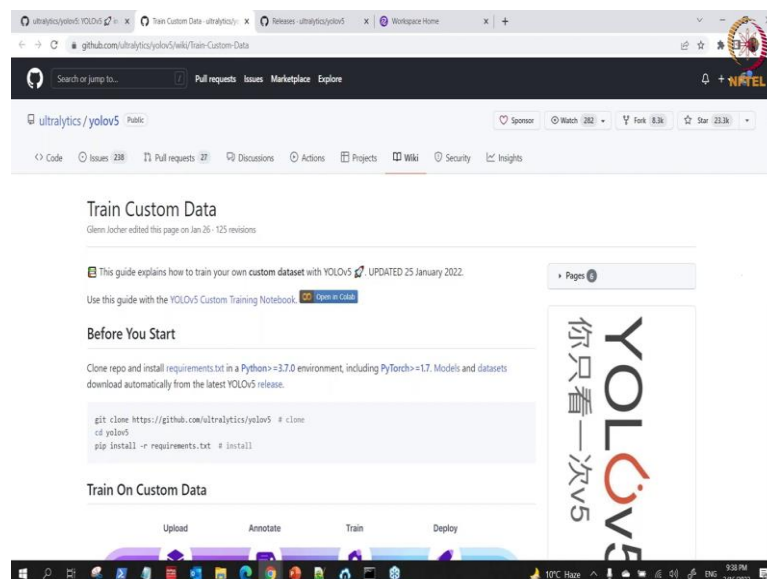 ultralytics/yolov5: YOLOv5 🚀 in
Train Custom Data · ultralytics/y
Releases · ultralytics/yolov5
Workspace Home
github.com/ultralytics/yolov5/wiki/Train-Custom-Data
NPTEL
Search or jump to...
Pull requests Issues Marketplace Explore
ultralytics / yolov5 Public
Sponsor Watch 282 Fork 8.3k Star 23.3k
Code Issues 238 Pull requests 27 Discussions Actions Projects Wiki Security Insights
Train Custom Data
Glenn Jocher edited this page on Jan 26 · 125 revisions
This guide explains how to train your own custom dataset with YOLOv5 🚀. UPDATED 25 January 2022.
Use this guide with the YOLOv5 Custom Training Notebook. Open in Colab
Pages 6
Before You Start
Clone repo and install requirements.txt in a Python>=3.7.0 environment, including PyTorch>=1.7. Models and datasets
download automatically from the latest YOLOv5 release.
git clone https://github.com/ultralytics/yolov5 # clone
cd yolov5
pip install -r requirements.txt # install
YOLOv5
你只看一次v5
Train On Custom Data
Upload Annotate Train Deploy
10°C Haze ENG 9:38 PM